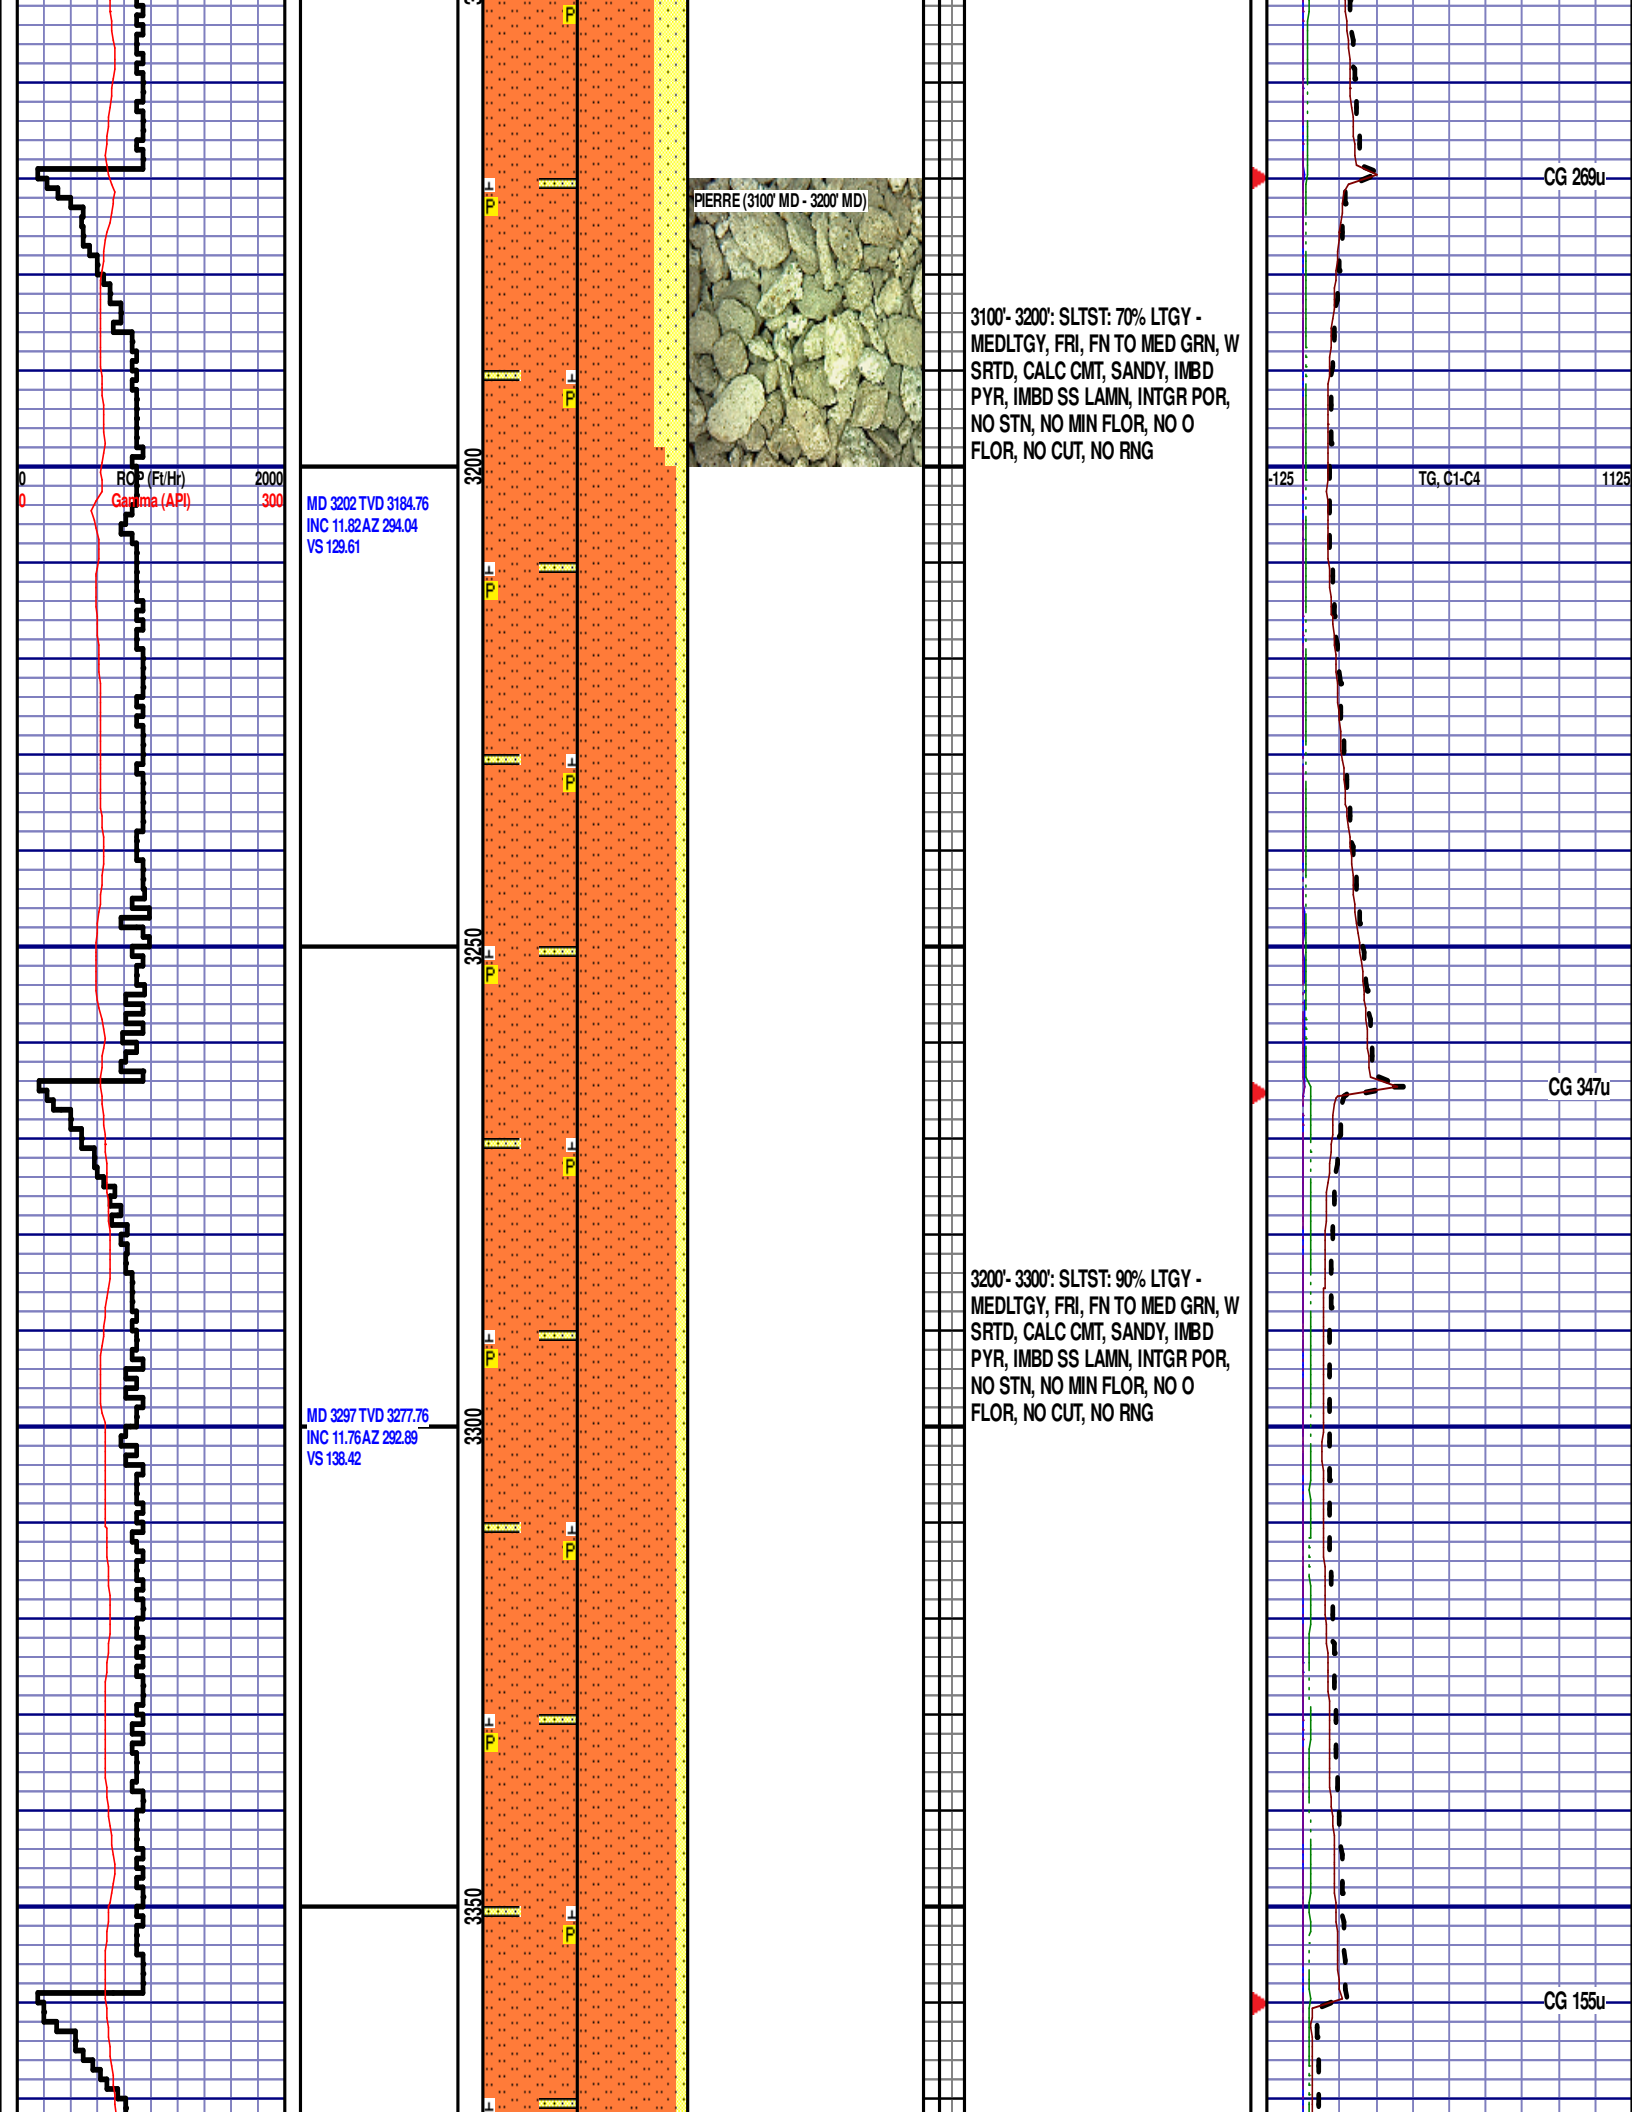 P
CG 269u
P
PIERRE (3100' MD - 3200' MD)
3100'- 3200': SLTST: 70% LTGY -
MEDLTGY, FRI, FN TO MED GRN, W
SRTD, CALC CMT, SANDY, IMBD
PYR, IMBD SS LAMN, INTGR POR,
NO STN, NO MIN FLOR, NO O
FLOR, NO CUT, NO RNG
P
3200
0 ROP (Ft/Hr) 2000
0 Gamma (API) 300
-125 TG, C1-C4 1125
MD 3202 TVD 3184.76
INC 11.82 AZ 294.04
VS 129.61
P
P
3250
P
CG 347u
P
3200'- 3300': SLTST: 90% LTGY -
MEDLTGY, FRI, FN TO MED GRN, W
SRTD, CALC CMT, SANDY, IMBD
PYR, IMBD SS LAMN, INTGR POR,
NO STN, NO MIN FLOR, NO O
FLOR, NO CUT, NO RNG
P
MD 3297 TVD 3277.76
INC 11.76 AZ 292.89
VS 138.42
3300
P
P
3350
P
CG 155u